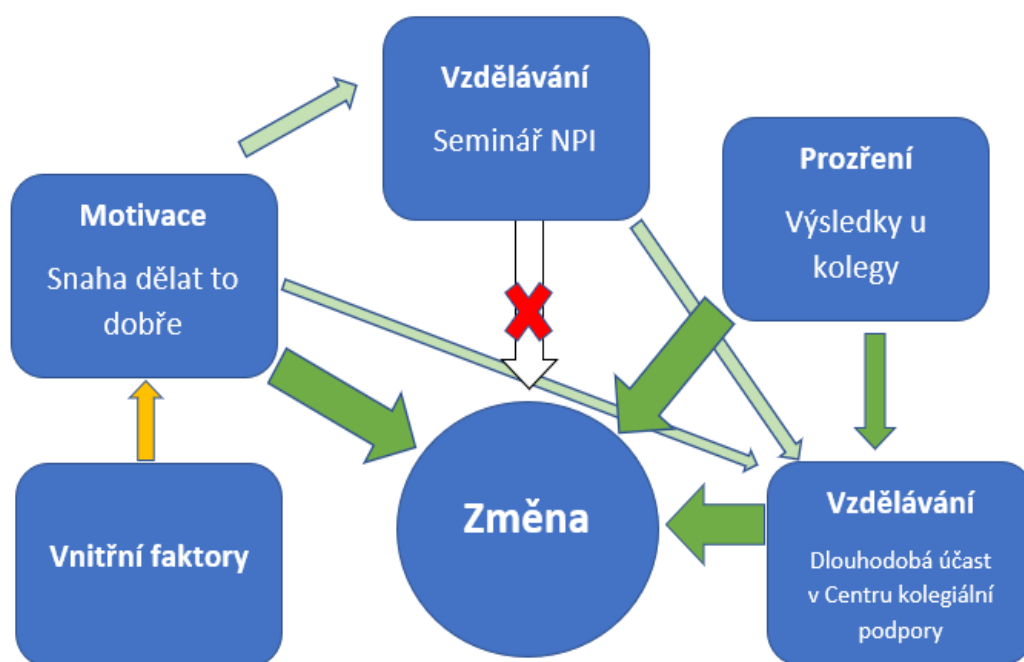 Vzdělávání
Seminář NPI
Prozření
Výsledky u
kolegy
Motivace
Snaha dělat to
dobře
Vnitřní faktory
Změna
Vzdělávání
Dlouhodobá účast
v Centru kolegiální
podpory